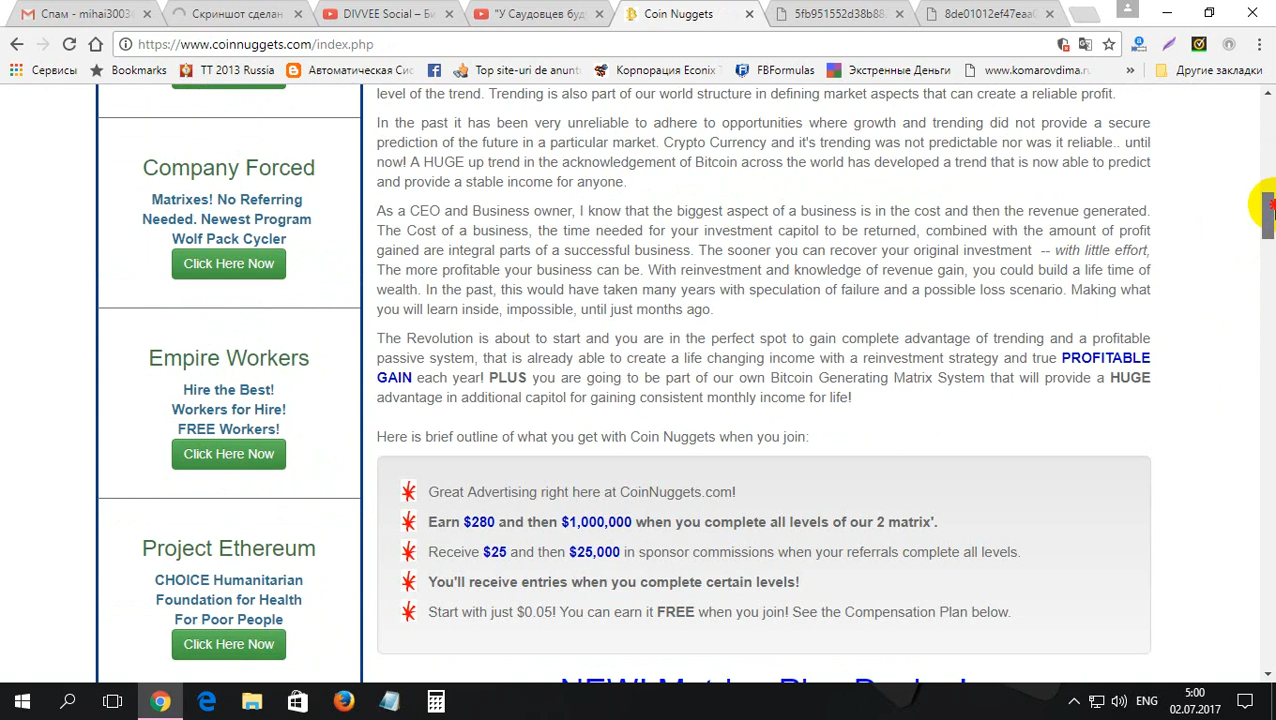 Спам - mihai3003
Скриншот сделан
DIVVEE Social – Би
"У Саудовцев буд
Coin Nuggets
5fb951552d38b88
8de01012ef47eaa
https://www.coinnuggets.com/index.php
Сервисы
Bookmarks
TT 2013 Russia
Автоматическая Сис
Top site-uri de anunt
Корпорация Econix
FBFormulas
Экстренные Деньги
www.komarovdima.r
Другие закладки
level of the trend. Trending is also part of our world structure in defining market aspects that can create a reliable profit.
In the past it has been very unreliable to adhere to opportunities where growth and trending did not provide a secure
prediction of the future in a particular market. Crypto Currency and it's trending was not predictable nor was it reliable.. until
now! A HUGE up trend in the acknowledgement of Bitcoin across the world has developed a trend that is now able to predict
and provide a stable income for anyone.
As a CEO and Business owner, I know that the biggest aspect of a business is in the cost and then the revenue generated.
The Cost of a business, the time needed for your investment capitol to be returned, combined with the amount of profit
gained are integral parts of a successful business. The sooner you can recover your original investment -- with little effort,
The more profitable your business can be. With reinvestment and knowledge of revenue gain, you could build a life time of
wealth. In the past, this would have taken many years with speculation of failure and a possible loss scenario. Making what
you will learn inside, impossible, until just months ago.
The Revolution is about to start and you are in the perfect spot to gain complete advantage of trending and a profitable
passive system, that is already able to create a life changing income with a reinvestment strategy and true PROFITABLE
GAIN each year! PLUS you are going to be part of our own Bitcoin Generating Matrix System that will provide a HUGE
advantage in additional capitol for gaining consistent monthly income for life!
Here is brief outline of what you get with Coin Nuggets when you join:
Great Advertising right here at CoinNuggets.com!
Earn $280 and then $1,000,000 when you complete all levels of our 2 matrix'.
Receive $25 and then $25,000 in sponsor commissions when your referrals complete all levels.
You'll receive entries when you complete certain levels!
Start with just $0.05! You can earn it FREE when you join! See the Compensation Plan below.
Company Forced
Matrixes! No Referring
Needed. Newest Program
Wolf Pack Cycler
Click Here Now
Empire Workers
Hire the Best!
Workers for Hire!
FREE Workers!
Click Here Now
Project Ethereum
CHOICE Humanitarian
Foundation for Health
For Poor People
Click Here Now
ENG
5:00
02.07.2017